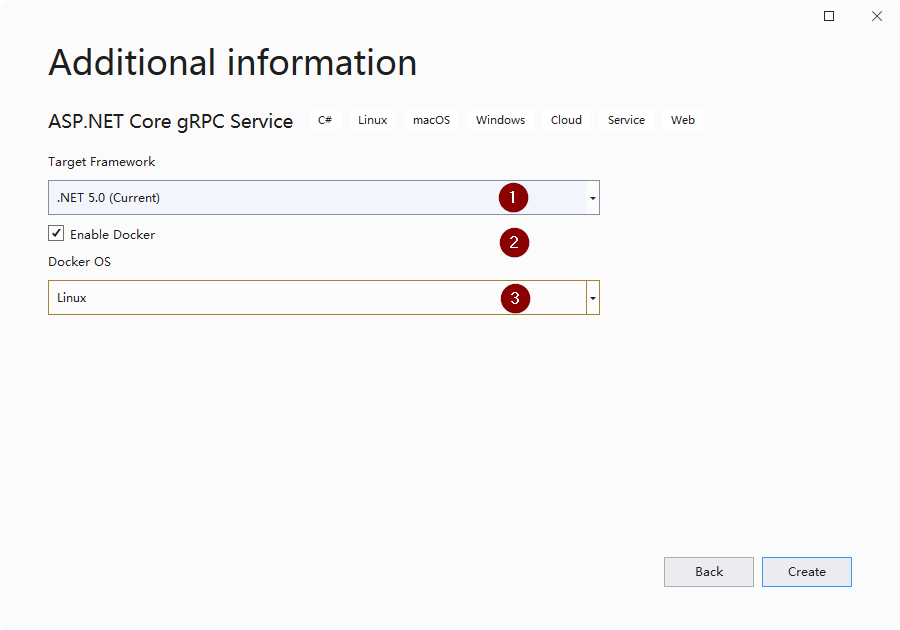 Additional information
ASP.NET Core gRPC Service C# Linux macOS Windows Cloud Service Web
Target Framework
.NET 5.0 (Current) 1
Enable Docker 2
Docker OS
Linux 3
Back Create